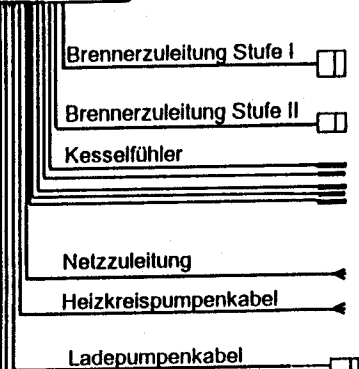 Brennerzuleitung Stufe I
Brennerzuleitung Stufe II
Kesselfühler
Netzzuleitung
Heizkreispumpenkabel
Ladepumpenkabel